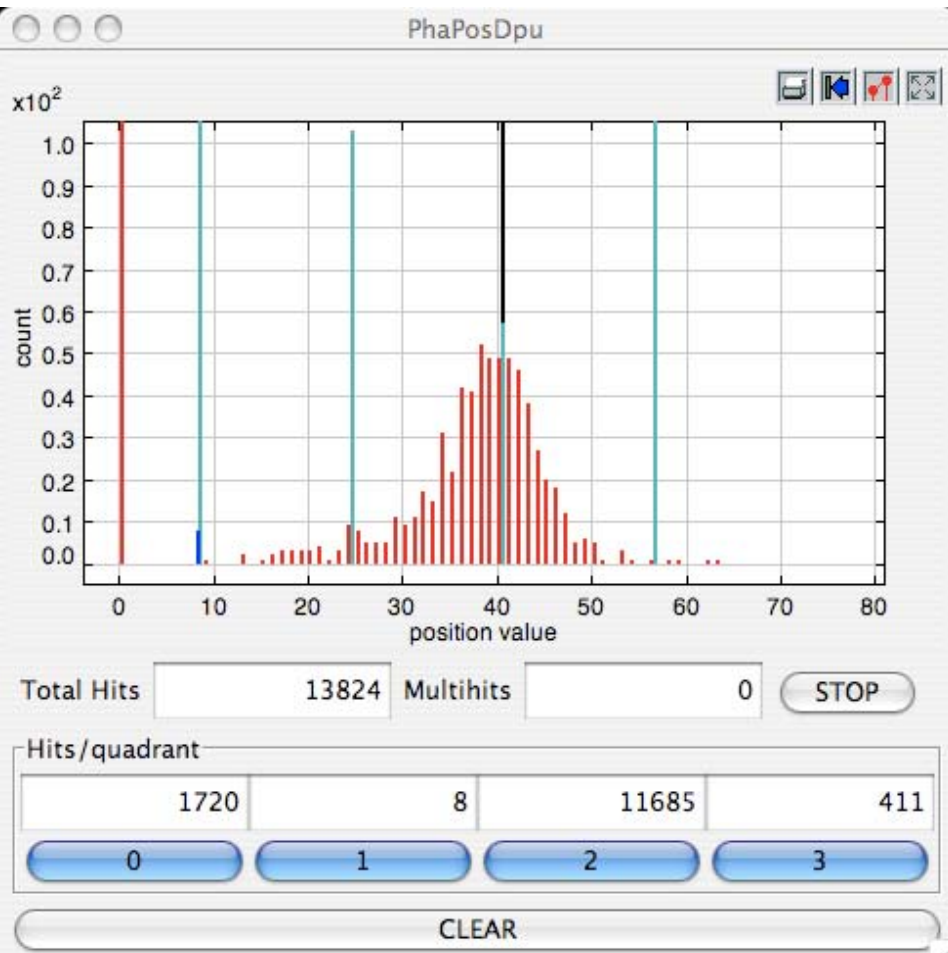 PhaPosDpu
x10²
1.0
0.9
0.8
0.7
0.6
0.5
0.4
0.3
0.2
0.1
0.0
count
0 10 20 30 40 50 60 70 80
position value
Total Hits 13824 Multihits 0 STOP
Hits/quadrant
1720 8 11685 411
0 1 2 3
CLEAR